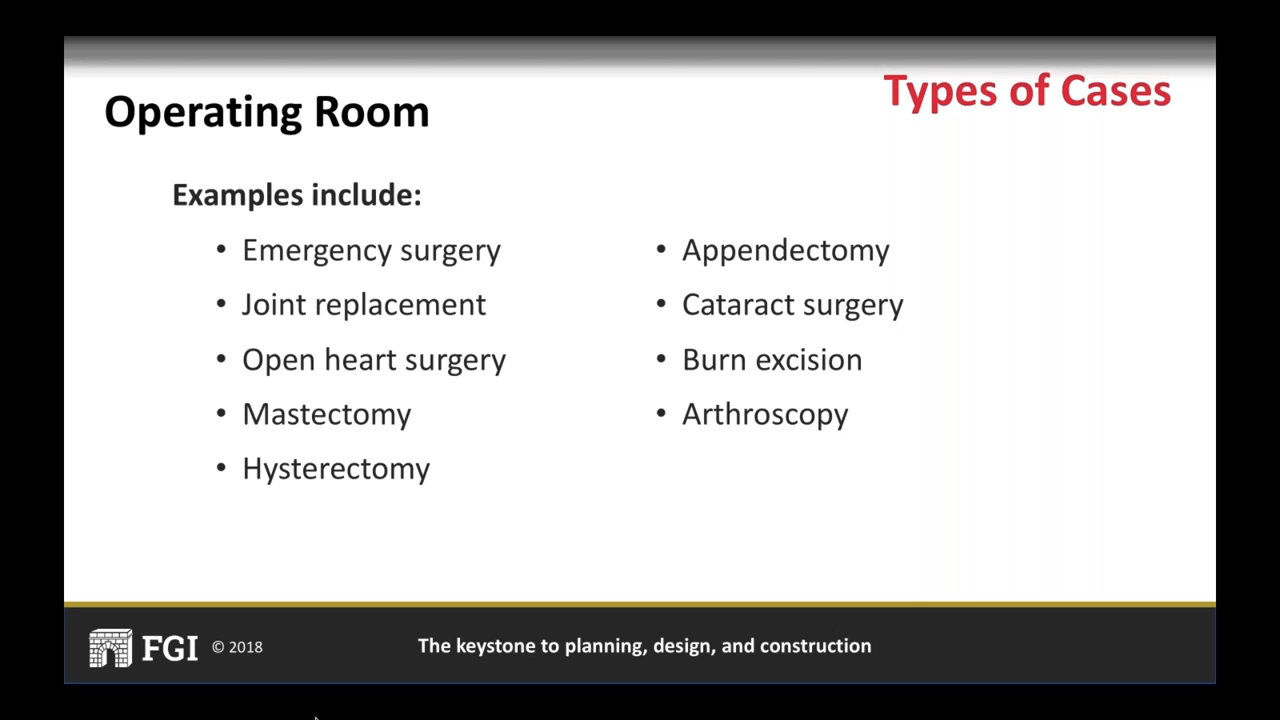 Types of Cases
Operating Room
Examples include:
• Emergency surgery
• Joint replacement
• Open heart surgery
• Mastectomy
• Hysterectomy
• Appendectomy
• Cataract surgery
• Burn excision
• Arthroscopy
FGI © 2018
The keystone to planning, design, and construction